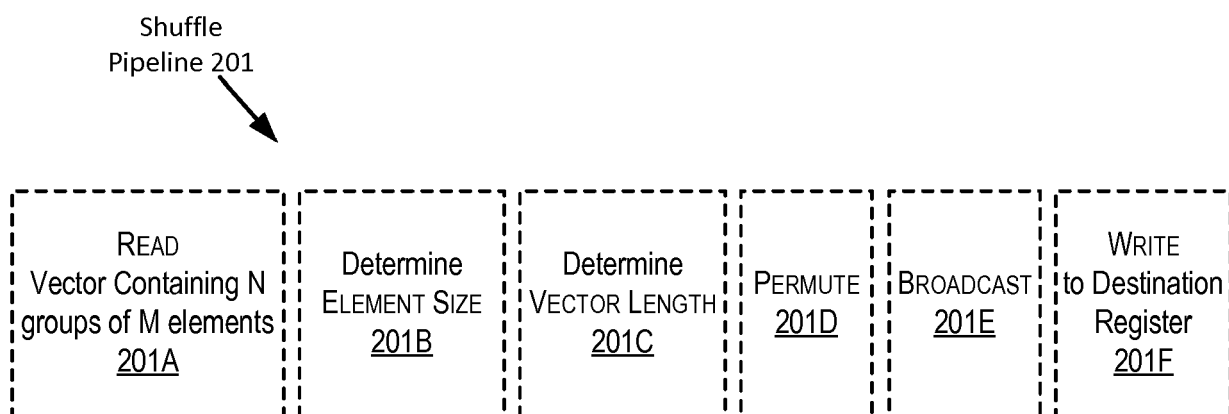 Shuffle
Pipeline 201
READ
Vector Containing N
groups of M elements
201A
Determine
ELEMENT SIZE
201B
Determine
VECTOR LENGTH
201C
PERMUTE
201D
BROADCAST
201E
WRITE
to Destination
Register
201F